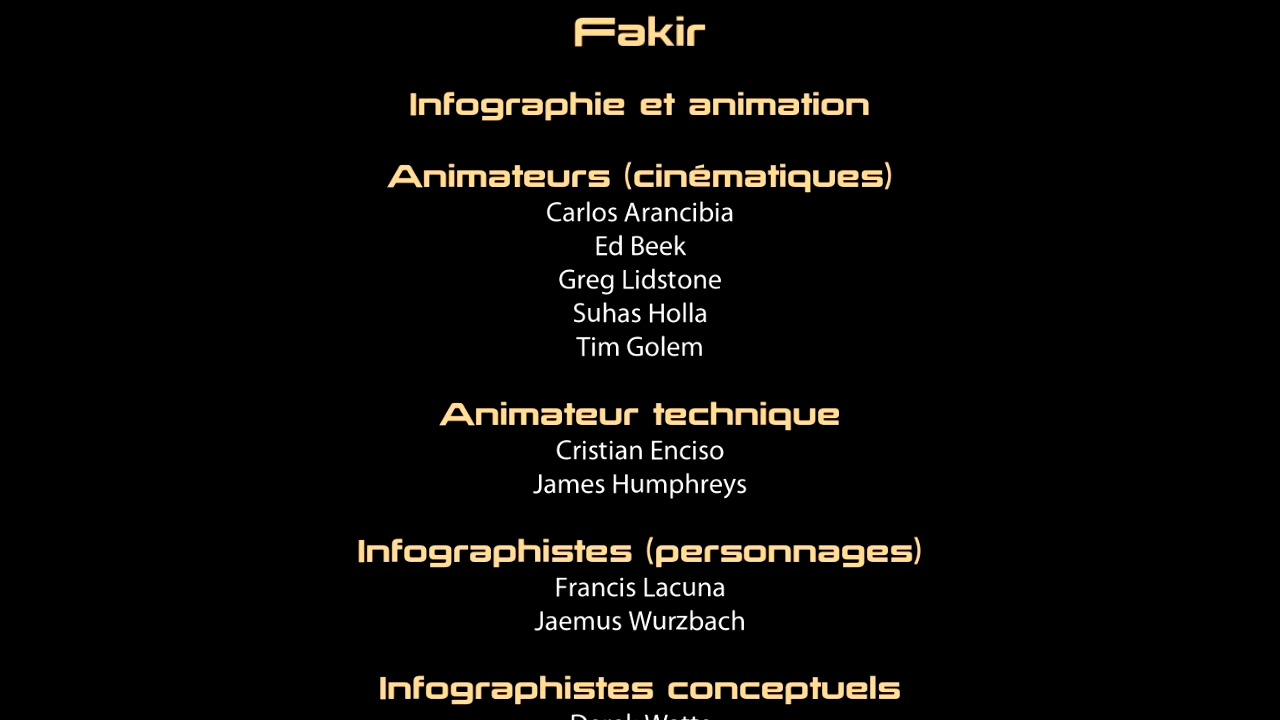 Fakir
Infographie et animation
Animateurs (cinématiques)
Carlos Arancibia
Ed Beek
Greg Lidstone
Suhas Holla
Tim Golem
Animateur technique
Cristian Enciso
James Humphreys
Infographistes (personnages)
Francis Lacuna
Jaemus Wurzbach
Infographistes conceptuels